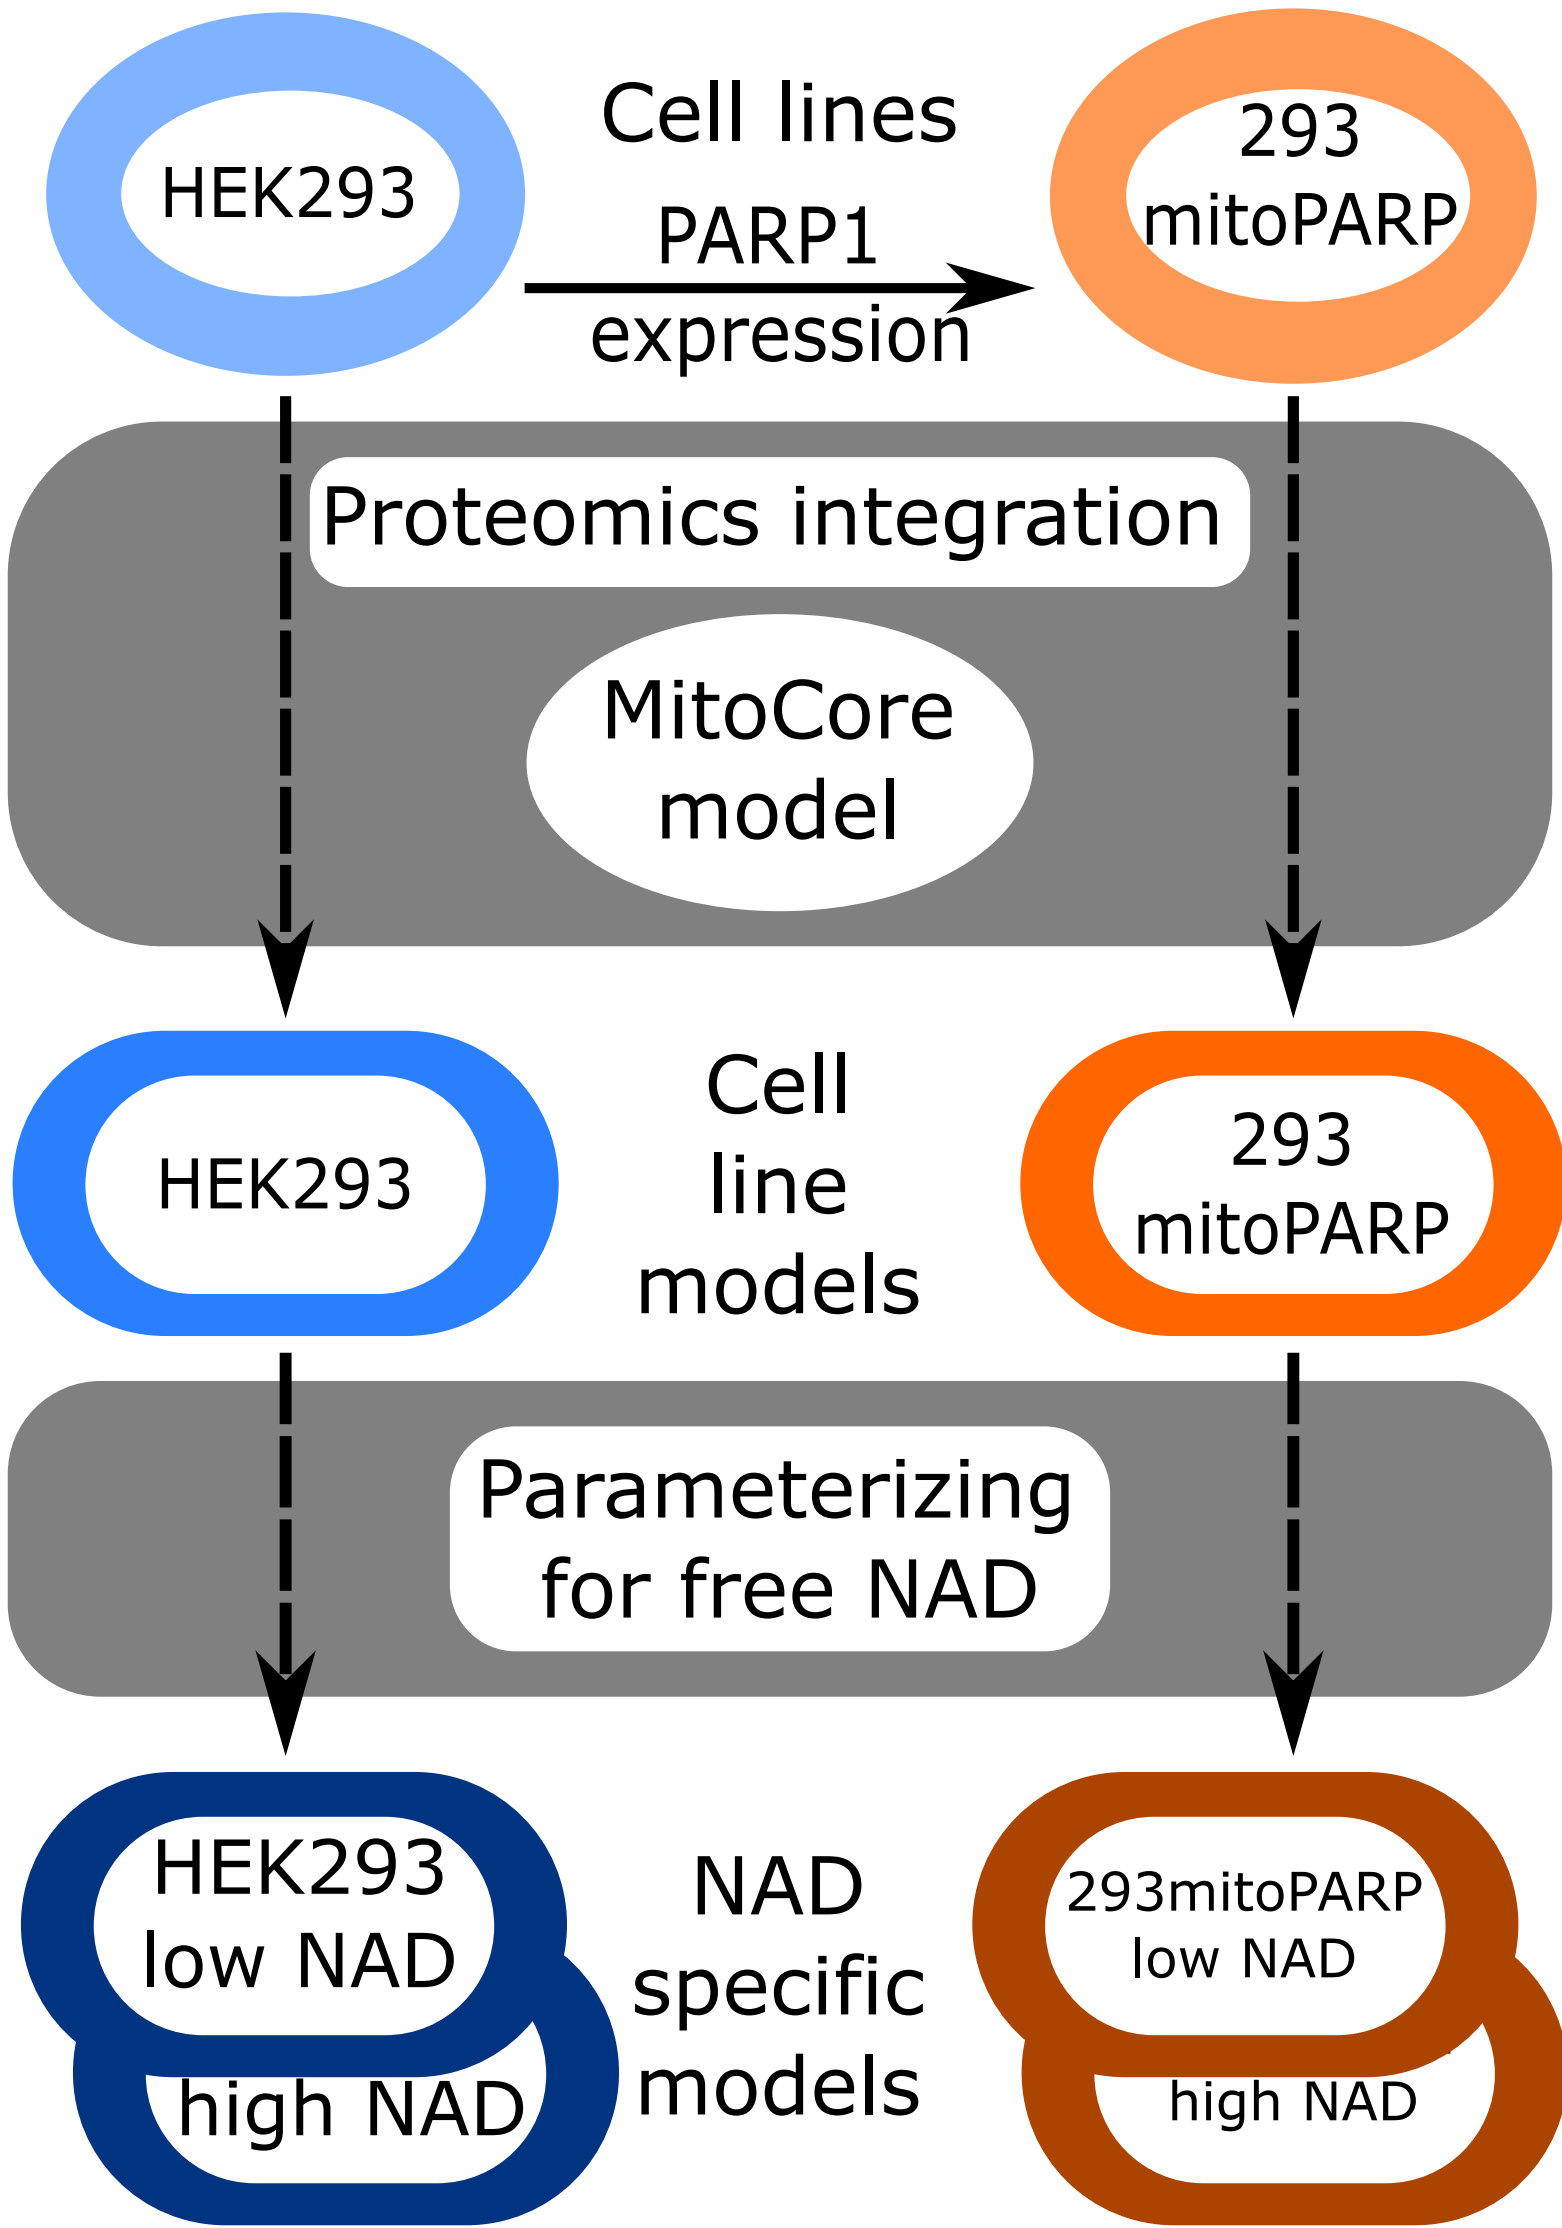 HEK293
Cell lines
PARP1
expression
293
mitoPARP
Proteomics integration
MitoCore
model
HEK293
Cell
line
models
293
mitoPARP
Parameterizing
for free NAD
HEK293
low NAD
high NAD
NAD
specific
models
293mitoPARP
low NAD
high NAD